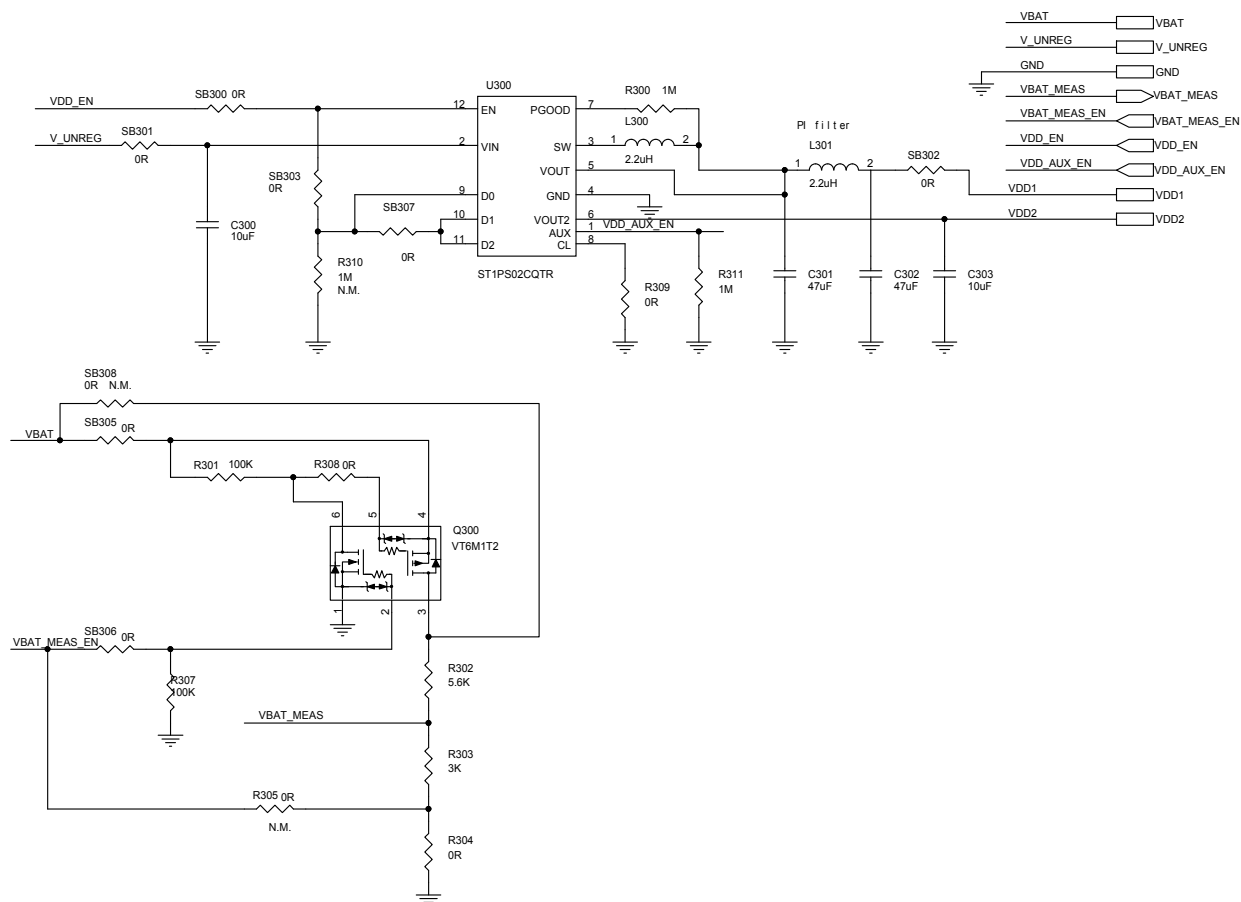 VBAT
VBAT
V_UNREG
V_UNREG
GND
GND
VBAT_MEAS
VBAT_MEAS
VBAT_MEAS_EN
VBAT_MEAS_EN
VDD_EN
VDD_EN
VDD_AUX_EN
VDD_AUX_EN
VDD1
VDD1
VDD2
VDD2
U300
VDD_EN
SB300 0R
12 EN
PGOOD 7
R300 1M
V_UNREG
SB301
0R
2 VIN
SW 3
L300
1 2
2.2uH
VOUT 5
PI filter
L301
1 2
2.2uH
SB302
0R
SB303
0R
9 D0
GND 4
SB307
0R
10 D1
VOUT2 6
AUX 1
VDD_AUX_EN
11 D2
CL 8
ST1PS02CQTR
C300
10uF
R310
1M
N.M.
R309
0R
R311
1M
C301
47uF
C302
47uF
C303
10uF
SB308
0R N.M.
VBAT
SB305 0R
R301 100K
R308 0R
6 5 4
Q300
VT6M1T2
1 2 3
VBAT_MEAS_EN
SB306 0R
R307
100K
R302
5.6K
VBAT_MEAS
R303
3K
R305 0R
N.M.
R304
0R